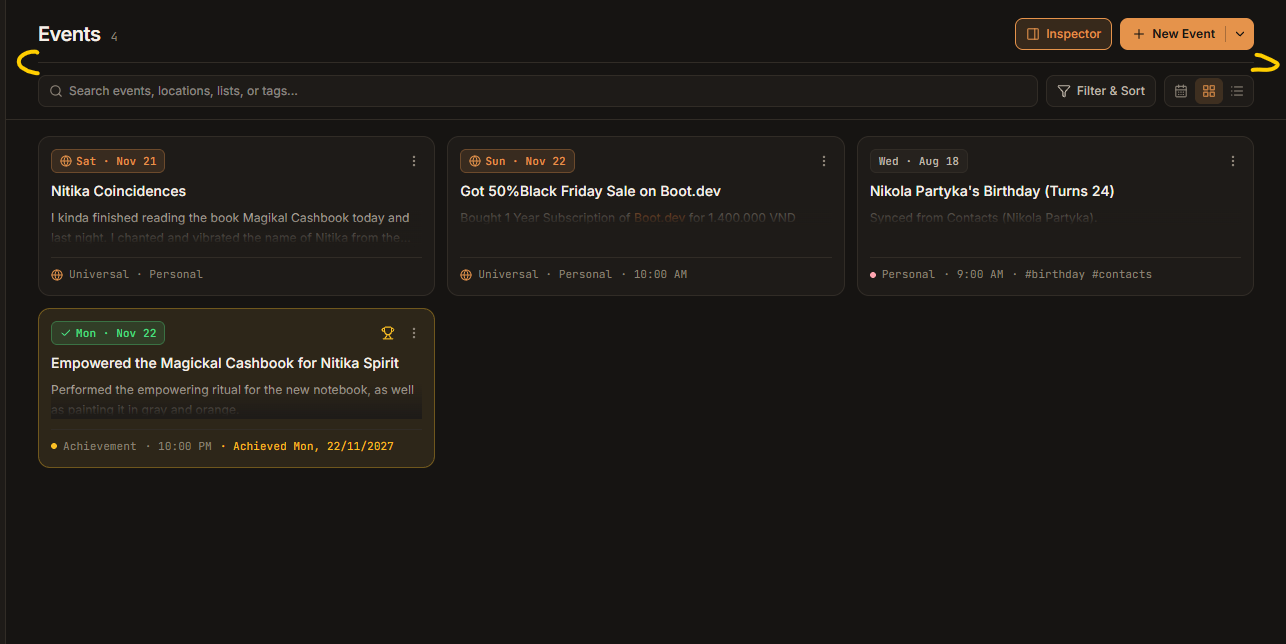 Events 4
Inspector
+ New Event
Search events, locations, lists, or tags...
Filter & Sort
Sat · Nov 21
Nitika Coincidences
I kinda finished reading the book Magikal Cashbook today and
last night. I chanted and vibrated the name of Nitika from the...
Universal · Personal
Sun · Nov 22
Got 50%Black Friday Sale on Boot.dev
Bought 1 Year Subscription of Boot.dev for 1,400,000 VND
Universal · Personal · 10:00 AM
Wed · Aug 18
Nikola Partyka's Birthday (Turns 24)
Synced from Contacts (Nikola Partyka).
Personal · 9:00 AM · #birthday #contacts
Mon · Nov 22
Empowered the Magickal Cashbook for Nitika Spirit
Performed the empowering ritual for the new notebook, as well
as painting it in gray and orange.
Achievement · 10:00 PM · Achieved Mon, 22/11/2027